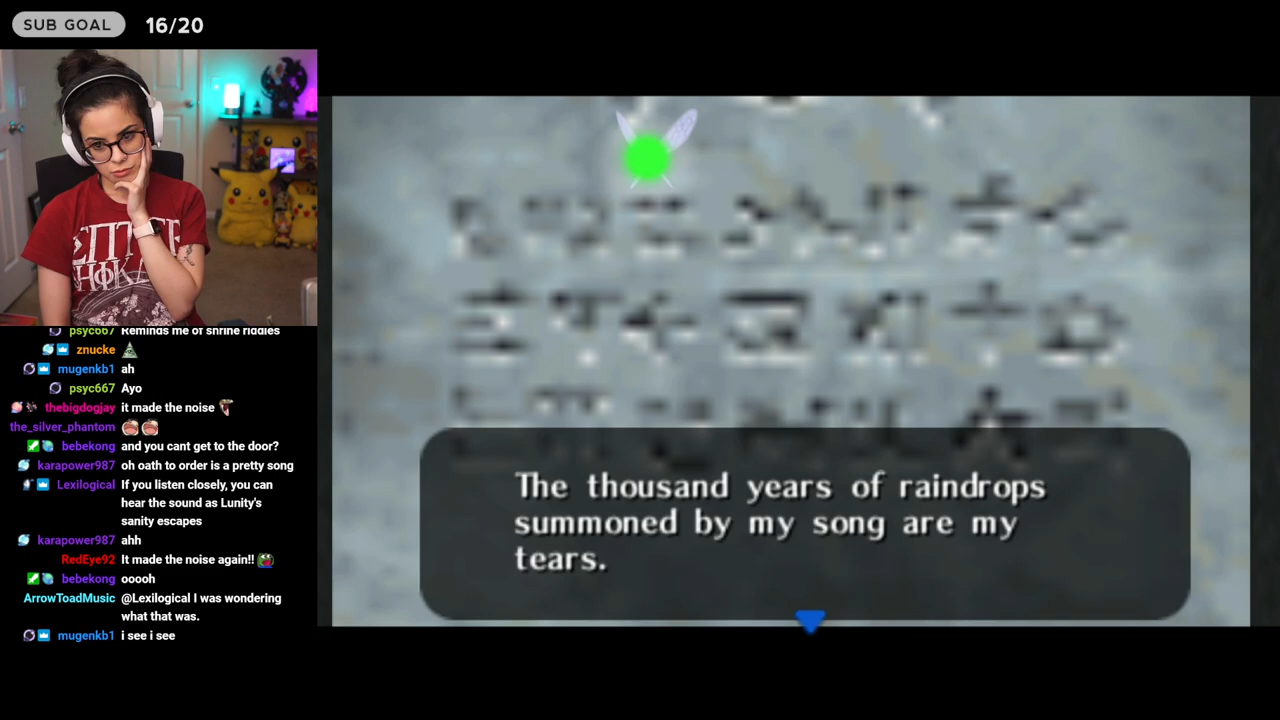 SUB GOAL 16/20
psyc667 Reminds me of shrine riddles
znucke
mugenkb1 ah
psyc667 Ayo
thebigdogjay it made the noise
the_silver_phantom
bebekong and you cant get to the door?
karapower987 oh oath to order is a pretty song
Lexilogical If you listen closely, you can
hear the sound as Lunity's
sanity escapes
karapower987 ahh
RedEye92 It made the noise again!!
bebekong ooooh
ArrowToadMusic @Lexilogical I was wondering
what that was.
mugenkb1 i see i see
The thousand years of raindrops
summoned by my song are my
tears.